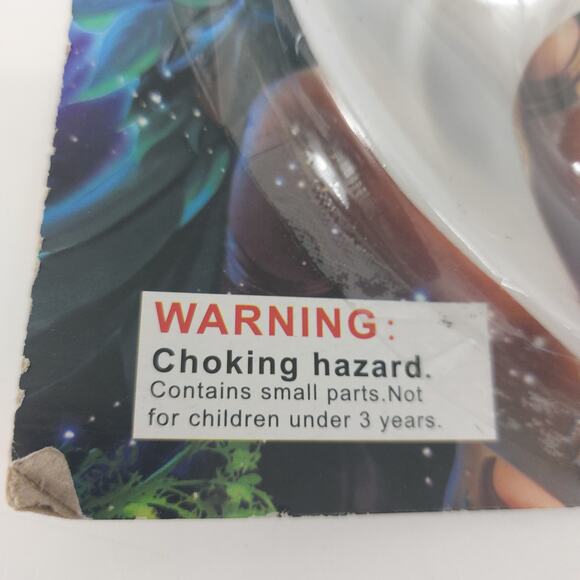 WARNING:
Choking hazard.
Contains small parts.Not
for children under 3 years.